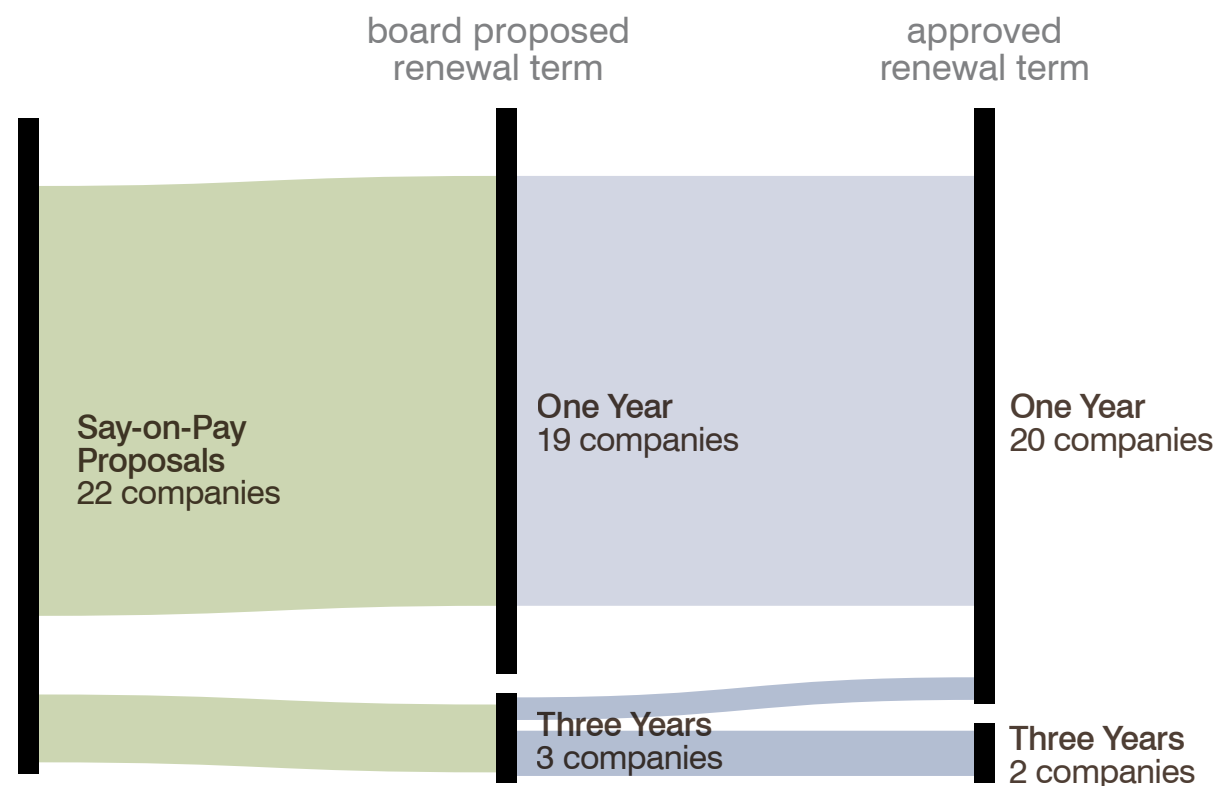 board proposed
renewal term
approved
renewal term
Say-on-Pay
Proposals
22 companies
One Year
19 companies
One Year
20 companies
Three Years
3 companies
Three Years
2 companies